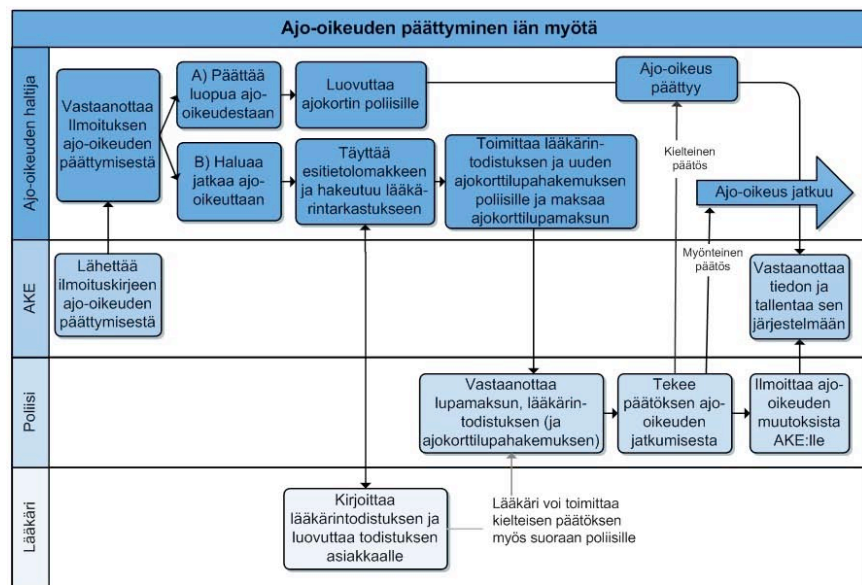 Ajo-oikeuden päättyminen iän myötä
Ajo-oikeuden haltija
Vastaanottaa
Ilmoituksen
ajo-oikeuden
päättymisestä
A) Päättää
luopua ajo-
oikeudestaan
Luovuttaa
ajokortin poliisille
Ajo-oikeus
päättyy
B) Haluaa
jatkaa ajo-
oikeuttaan
Täyttää
esitietolomakkeen
ja hakeutuu lääkä-
rintarkastukseen
Toimittaa lääkärin-
todistuksen ja uuden
ajokorttilupahakemuksen
poliisille ja maksaa
ajokorttilupamaksun
Kielteinen
päätös
Ajo-oikeus jatkuu
Myönteinen
päätös
AKE
Lähettää
ilmoituskirjeen
ajo-oikeuden
päättymisestä
Vastaanottaa
tiedon ja
tallentaa sen
järjestelmään
Poliisi
Vastaanottaa
lupamaksun, lääkärin-
todistuksen (ja
ajokorttilupahakemuksen)
Tekee
päätöksen ajo-
oikeuden
jatkumisesta
Ilmoittaa ajo-
oikeuden
muutoksista
AKE:lle
Lääkäri
Kirjoittaa
lääkärintodistuksen ja
luovuttaa todistuksen
asiakkaalle
Lääkäri voi toimittaa
kielteisen päätöksen
myös suoraan poliisille